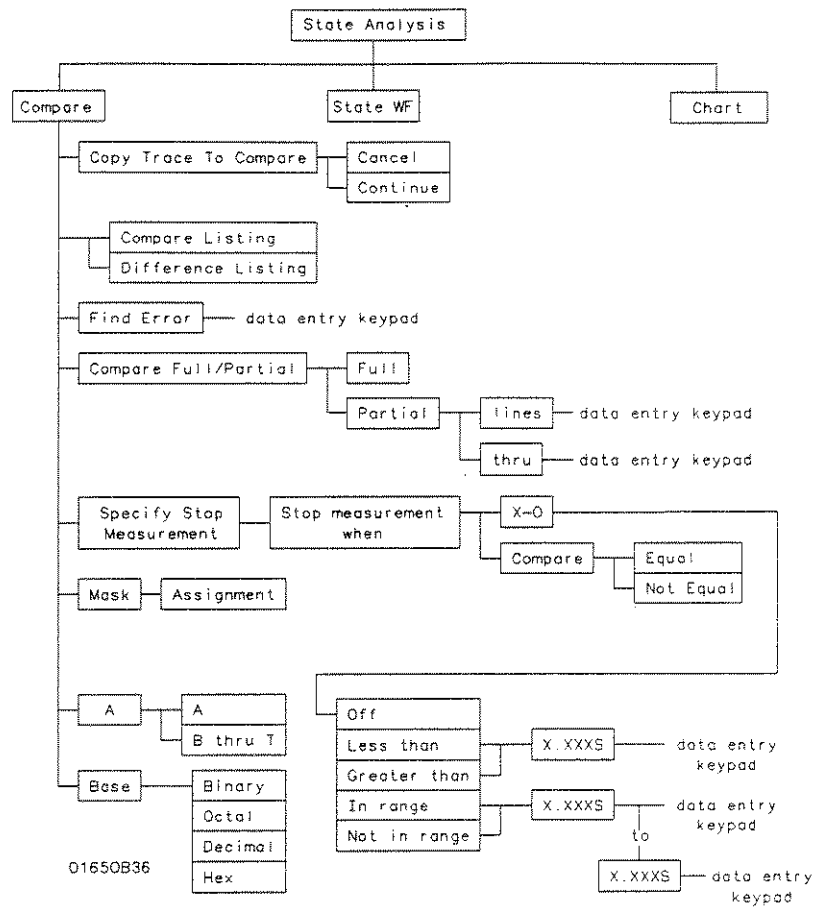 State Analysis
Compare
State WF
Chart
Copy Trace To Compare
Cancel
Continue
Compare Listing
Difference Listing
Find Error
data entry keypad
Compare Full/Partial
Full
Partial
lines
data entry keypad
thru
data entry keypad
Specify Stop
Measurement
Stop measurement
when
X-O
Compare
Equal
Not Equal
Mask
Assignment
A
A
B thru T
Base
Binary
Octal
Decimal
Hex
Off
Less than
Greater than
In range
Not in range
X.XXXS
data entry
keypad
X.XXXS
data entry
keypad
to
X.XXXS
data entry
keypad
01650B36